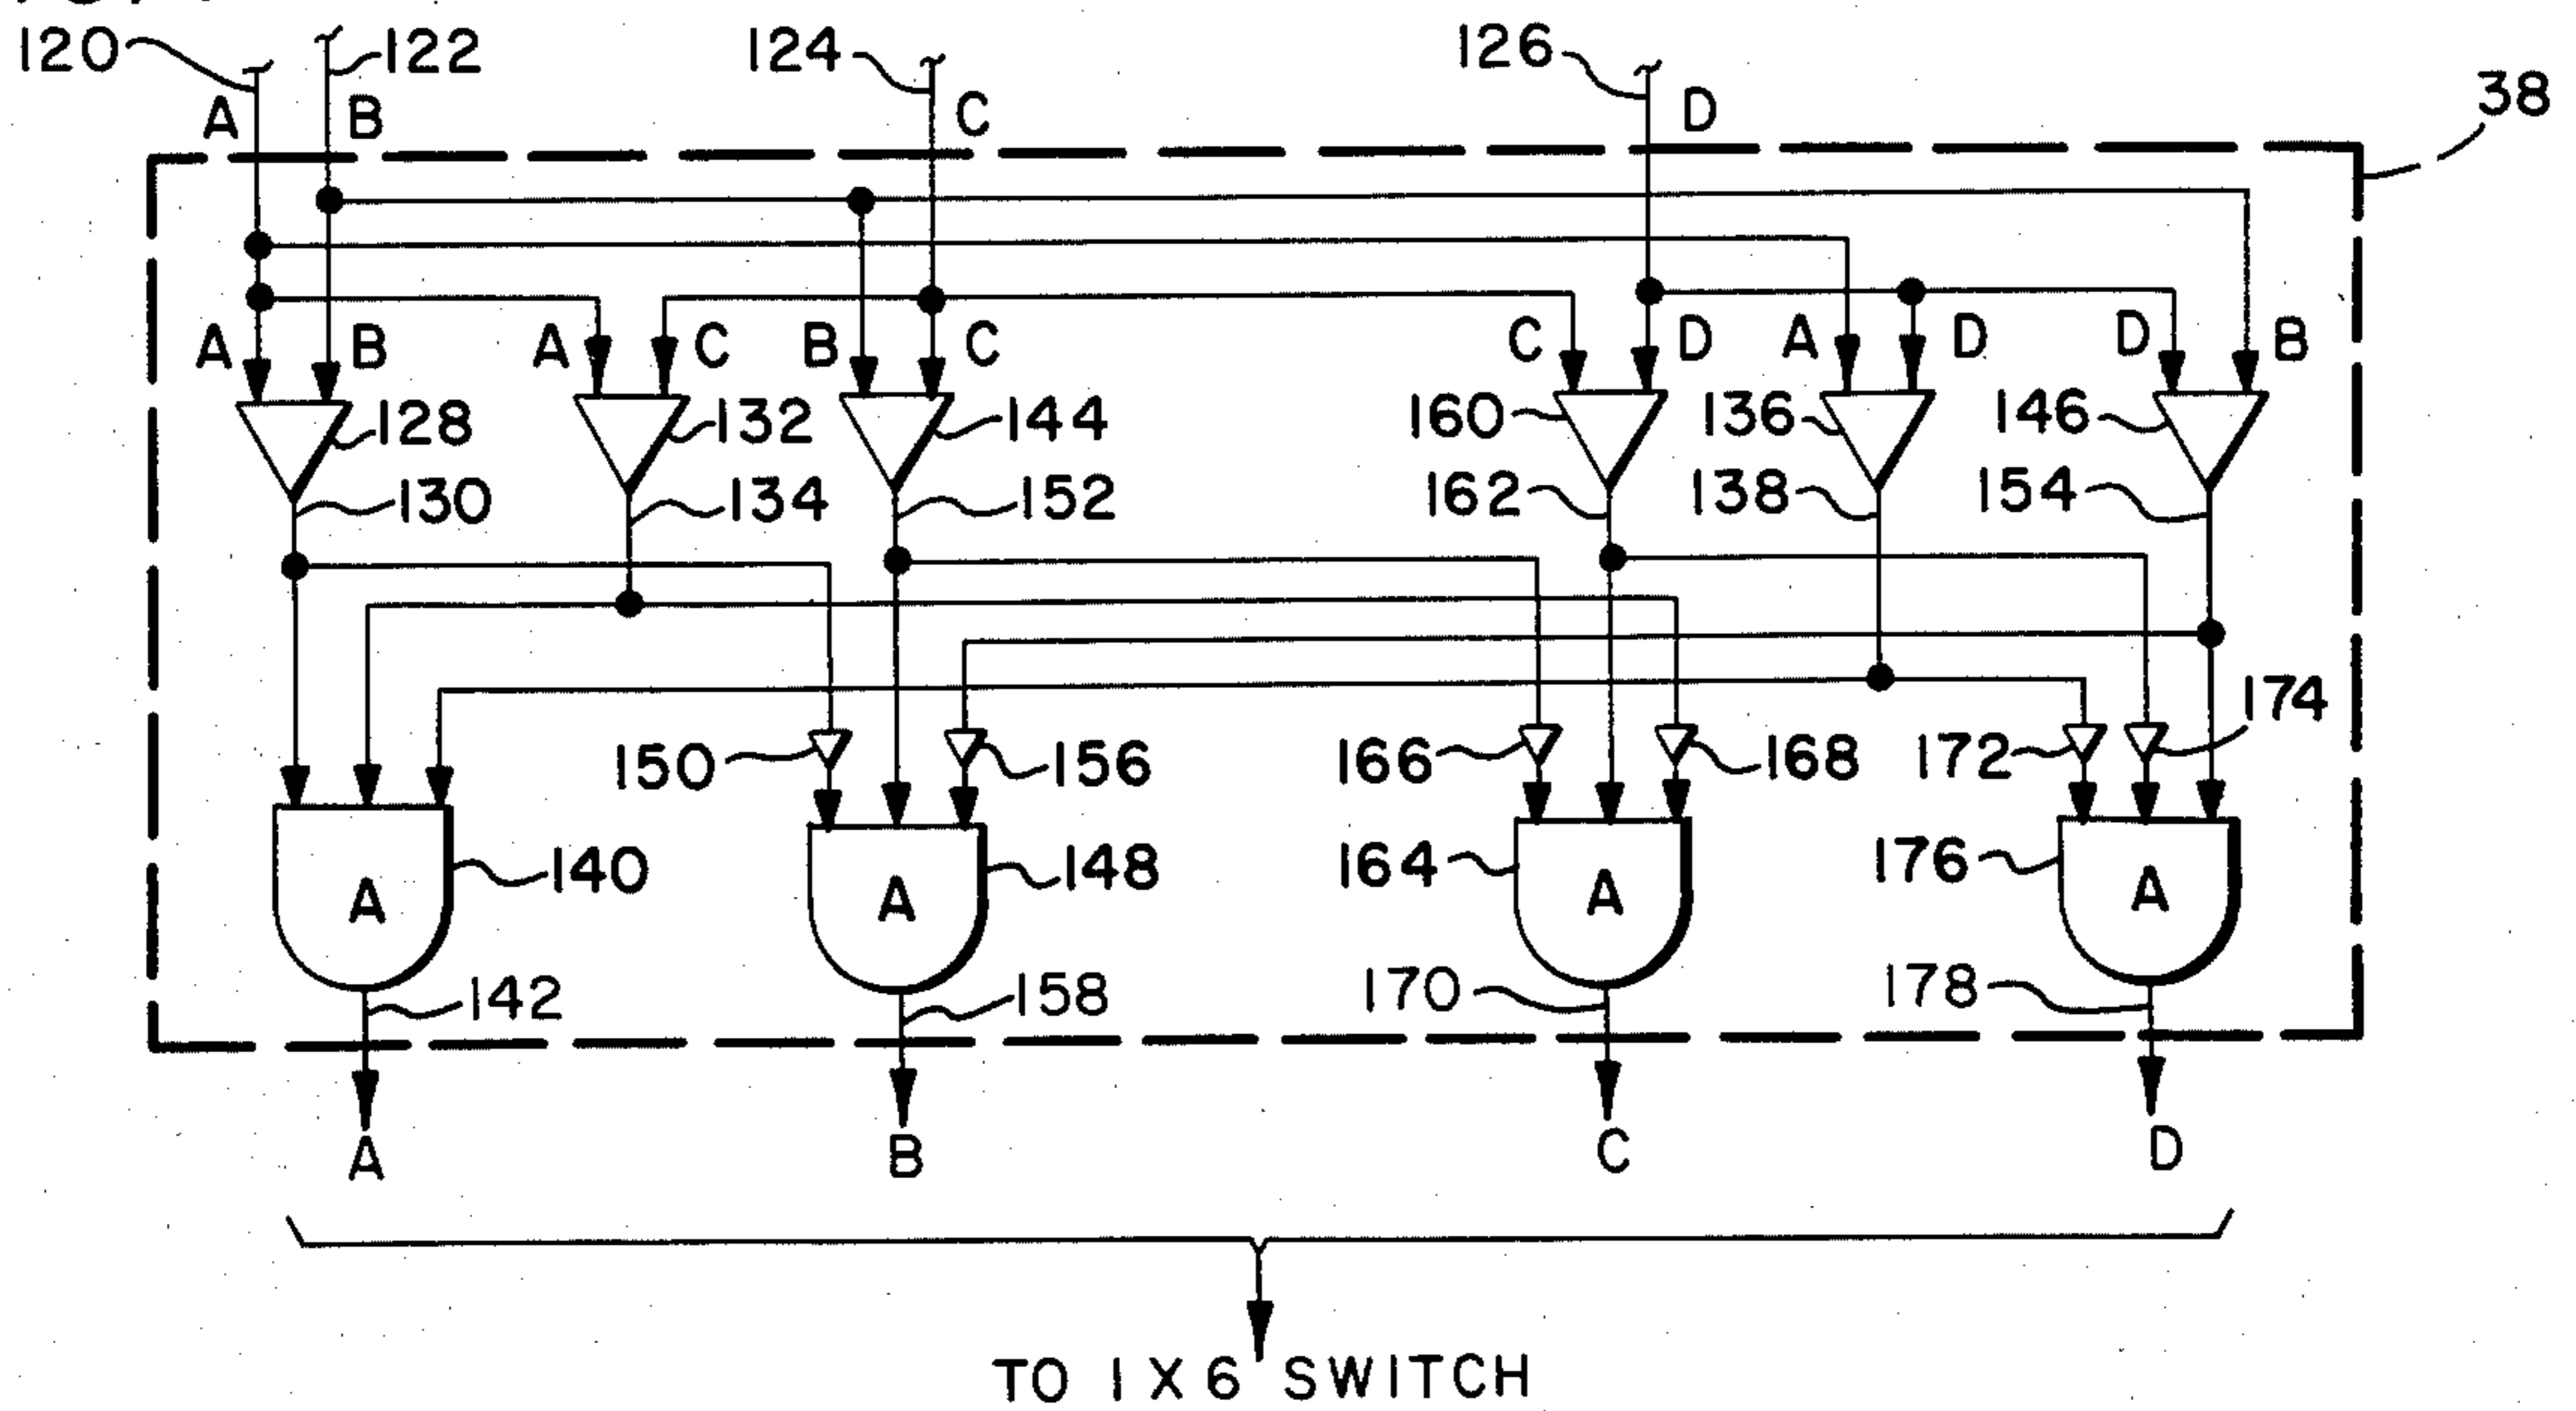 120 122 124 126
A B C D 38
A B A C B C C D A D D B
128 132 144 160 136 146
130 134 152 162 138 154
150 156 166 168 172 174
A 140 A 148 164 A 176 A
142 158 170 178
A B C D
TO 1 X 6 SWITCH